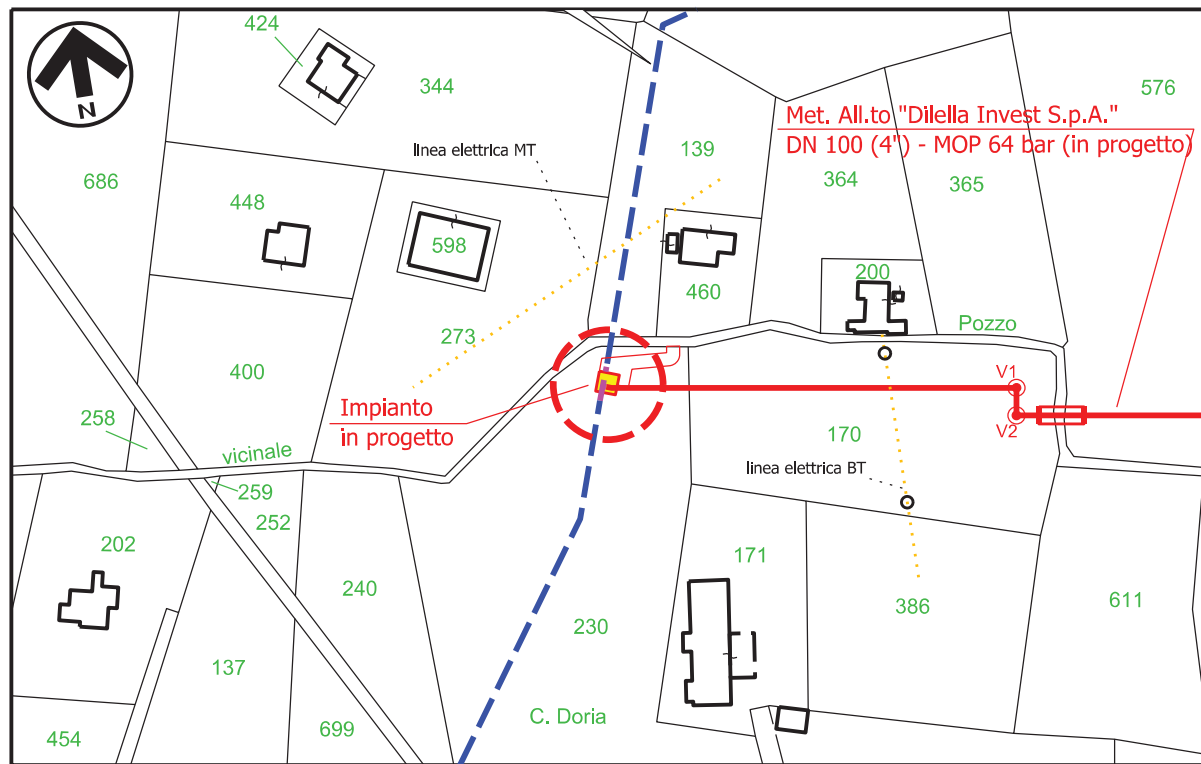 424
344
N
686
linea elettrica MT
139
Met. All.to "Dilella Invest S.p.A."
DN 100 (4") - MOP 64 bar (in progetto)
576
364
365
448
598
460
200
273
Pozzo
400
V1
Impianto
in progetto
258
V2
170
vicinale
linea elettrica BT
259
252
202
171
240
386
611
230
137
C. Doria
699
454